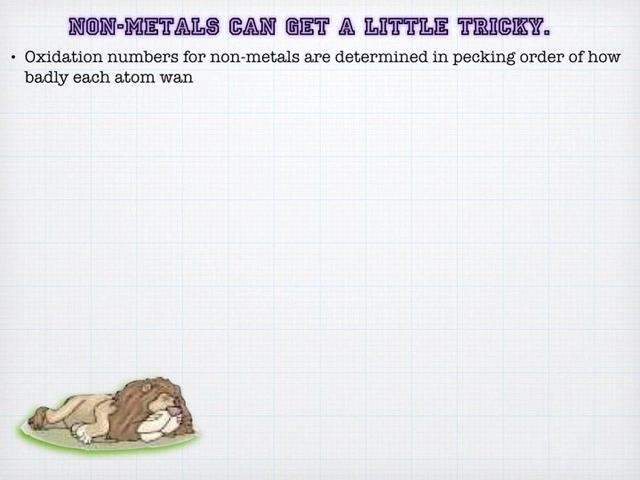 NON-METALS CAN GET A LITTLE TRICKY.
• Oxidation numbers for non-metals are determined in pecking order of how
badly each atom wan